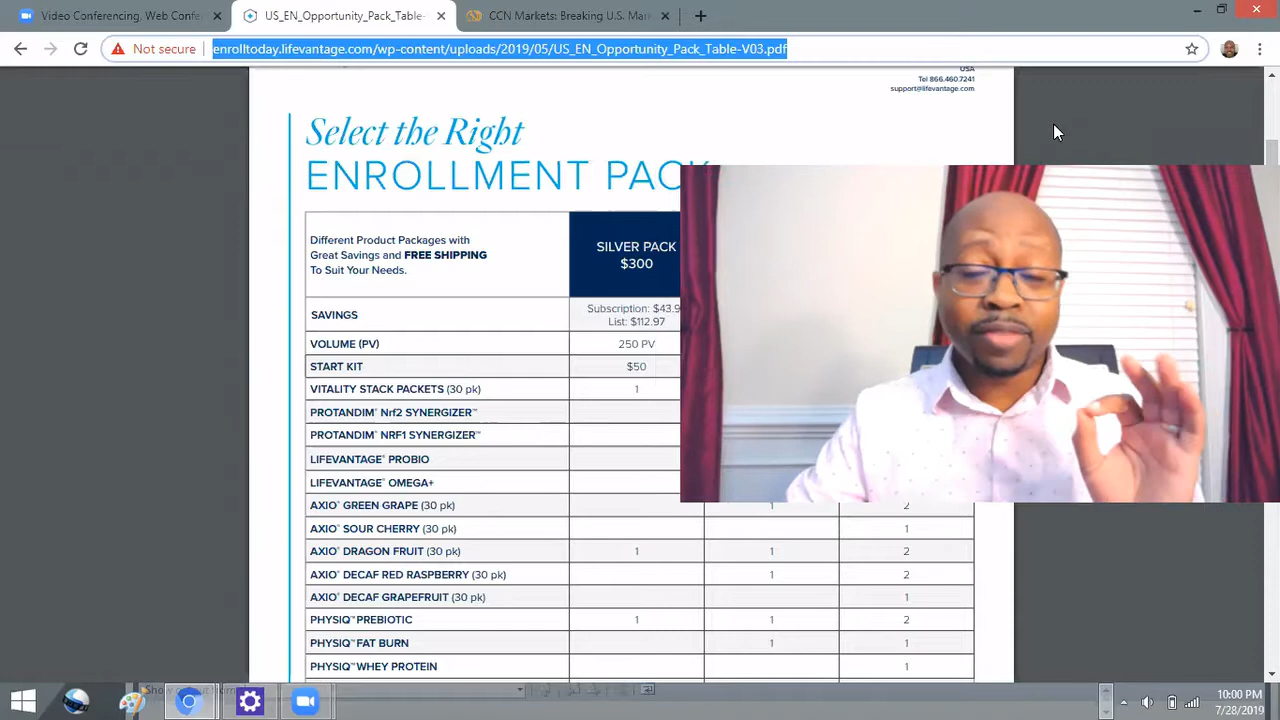 Video Conferencing, Web Confe
US_EN_Opportunity_Pack_Table-
CCN Markets: Breaking U.S. Mar
Not secure
enrolltoday.lifevantage.com/wp-content/uploads/2019/05/US_EN_Opportunity_Pack_Table-V03.pdf
USA
Tel 866.460.7241
support@lifevantage.com
Select the Right
ENROLLMENT PACK
Different Product Packages with
Great Savings and FREE SHIPPING
To Suit Your Needs.
SILVER PACK
$300
SAVINGS
Subscription: $43.9
List: $112.97
VOLUME (PV) 250 PV
START KIT $50
VITALITY STACK PACKETS (30 pk) 1
PROTANDIM® Nrf2 SYNERGIZER™
PROTANDIM® NRF1 SYNERGIZER™
LIFEVANTAGE® PROBIO
LIFEVANTAGE® OMEGA+
AXIO® GREEN GRAPE (30 pk) 1 2
AXIO® SOUR CHERRY (30 pk) 1
AXIO® DRAGON FRUIT (30 pk) 1 1 2
AXIO® DECAF RED RASPBERRY (30 pk) 1 2
AXIO® DECAF GRAPEFRUIT (30 pk) 1
PHYSIQ™ PREBIOTIC 1 1 2
PHYSIQ™ FAT BURN 1 1
PHYSIQ™ WHEY PROTEIN 1
10:00 PM
7/28/2019